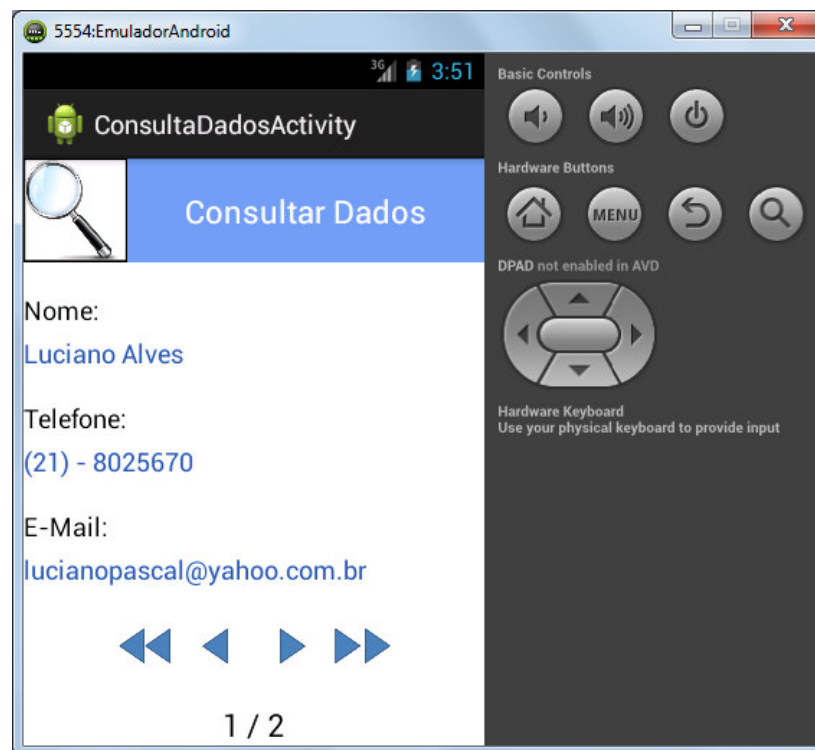 5554:EmuladorAndroid
3G 3:51
ConsultaDadosActivity
Consultar Dados
Nome:
Luciano Alves
Telefone:
(21) - 8025670
E-Mail:
lucianopascal@yahoo.com.br
1 / 2
Basic Controls
Hardware Buttons
MENU
DPAD not enabled in AVD
Hardware Keyboard
Use your physical keyboard to provide input